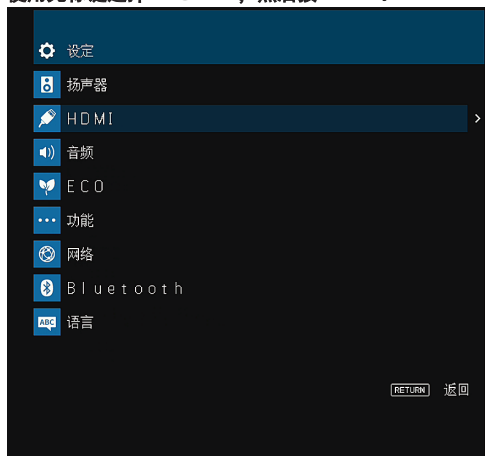 设定
扬声器
HDMI
音频
ECO
功能
网络
Bluetooth
ABC 语言
RETURN 返回